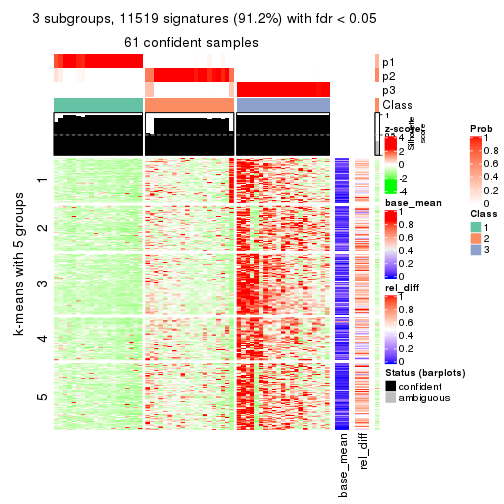 3 subgroups, 11519 signatures (91.2%) with fdr < 0.05
61 confident samples
p1
p2
p3
Class
1
0.5
0
Silhouette
score
k-means with 5 groups
1
2
3
4
5
base_mean
rel_diff
z-score
4
2
0
-2
-4
base_mean
1
0.8
0.6
0.4
0.2
0
rel_diff
1
0.8
0.6
0.4
0.2
0
Status (barplots)
confident
ambiguous
Prob
1
0.8
0.6
0.4
0.2
0
Class
1
2
3